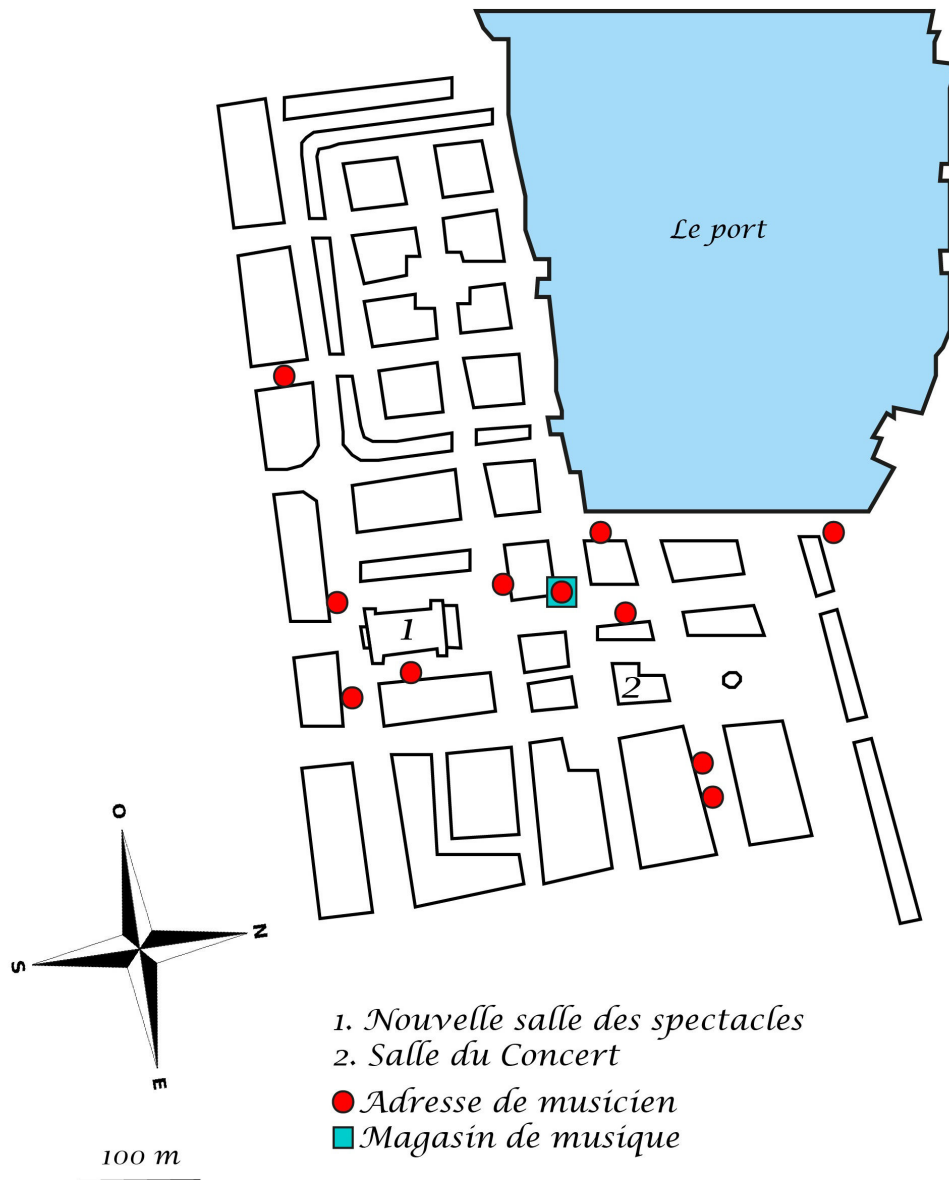 Le port
1
2
O
N
S
E
1. Nouvelle salle des spectacles
2. Salle du Concert
Adresse de musicien
Magasin de musique
100 m